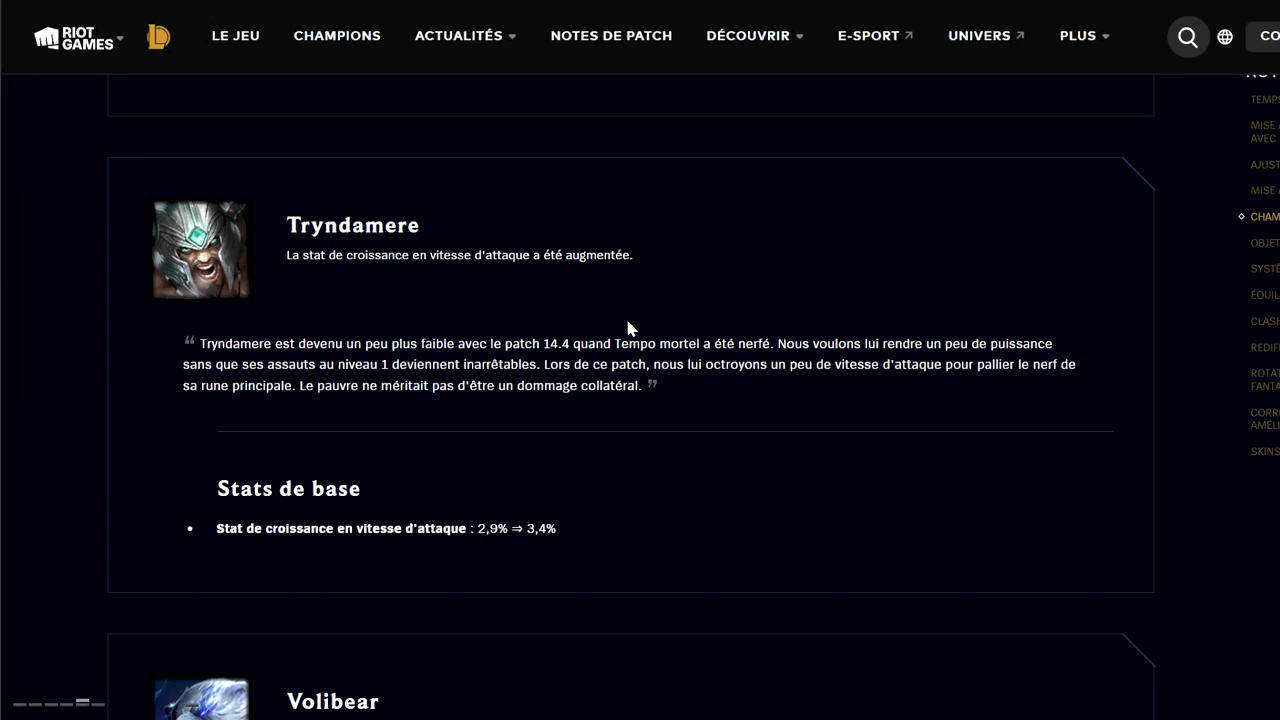 RIOT GAMES
LE JEU CHAMPIONS ACTUALITÉS NOTES DE PATCH DÉCOUVRIR E-SPORT UNIVERS PLUS CO
TEMPS
MISE À
AVEC
AJUST
MISE À
CHAM
OBJET
SYSTÈ
ÉQUIL
CLASH
REDIF
ROTAT
FANTA
CORRE
AMÉLI
SKINS
Tryndamere
La stat de croissance en vitesse d'attaque a été augmentée.
“ Tryndamere est devenu un peu plus faible avec le patch 14.4 quand Tempo mortel a été nerfé. Nous voulons lui rendre un peu de puissance
sans que ses assauts au niveau 1 deviennent inarrêtables. Lors de ce patch, nous lui octroyons un peu de vitesse d'attaque pour pallier le nerf de
sa rune principale. Le pauvre ne méritait pas d'être un dommage collatéral. ”
Stats de base
• Stat de croissance en vitesse d'attaque : 2,9% ⇒ 3,4%
Volibear